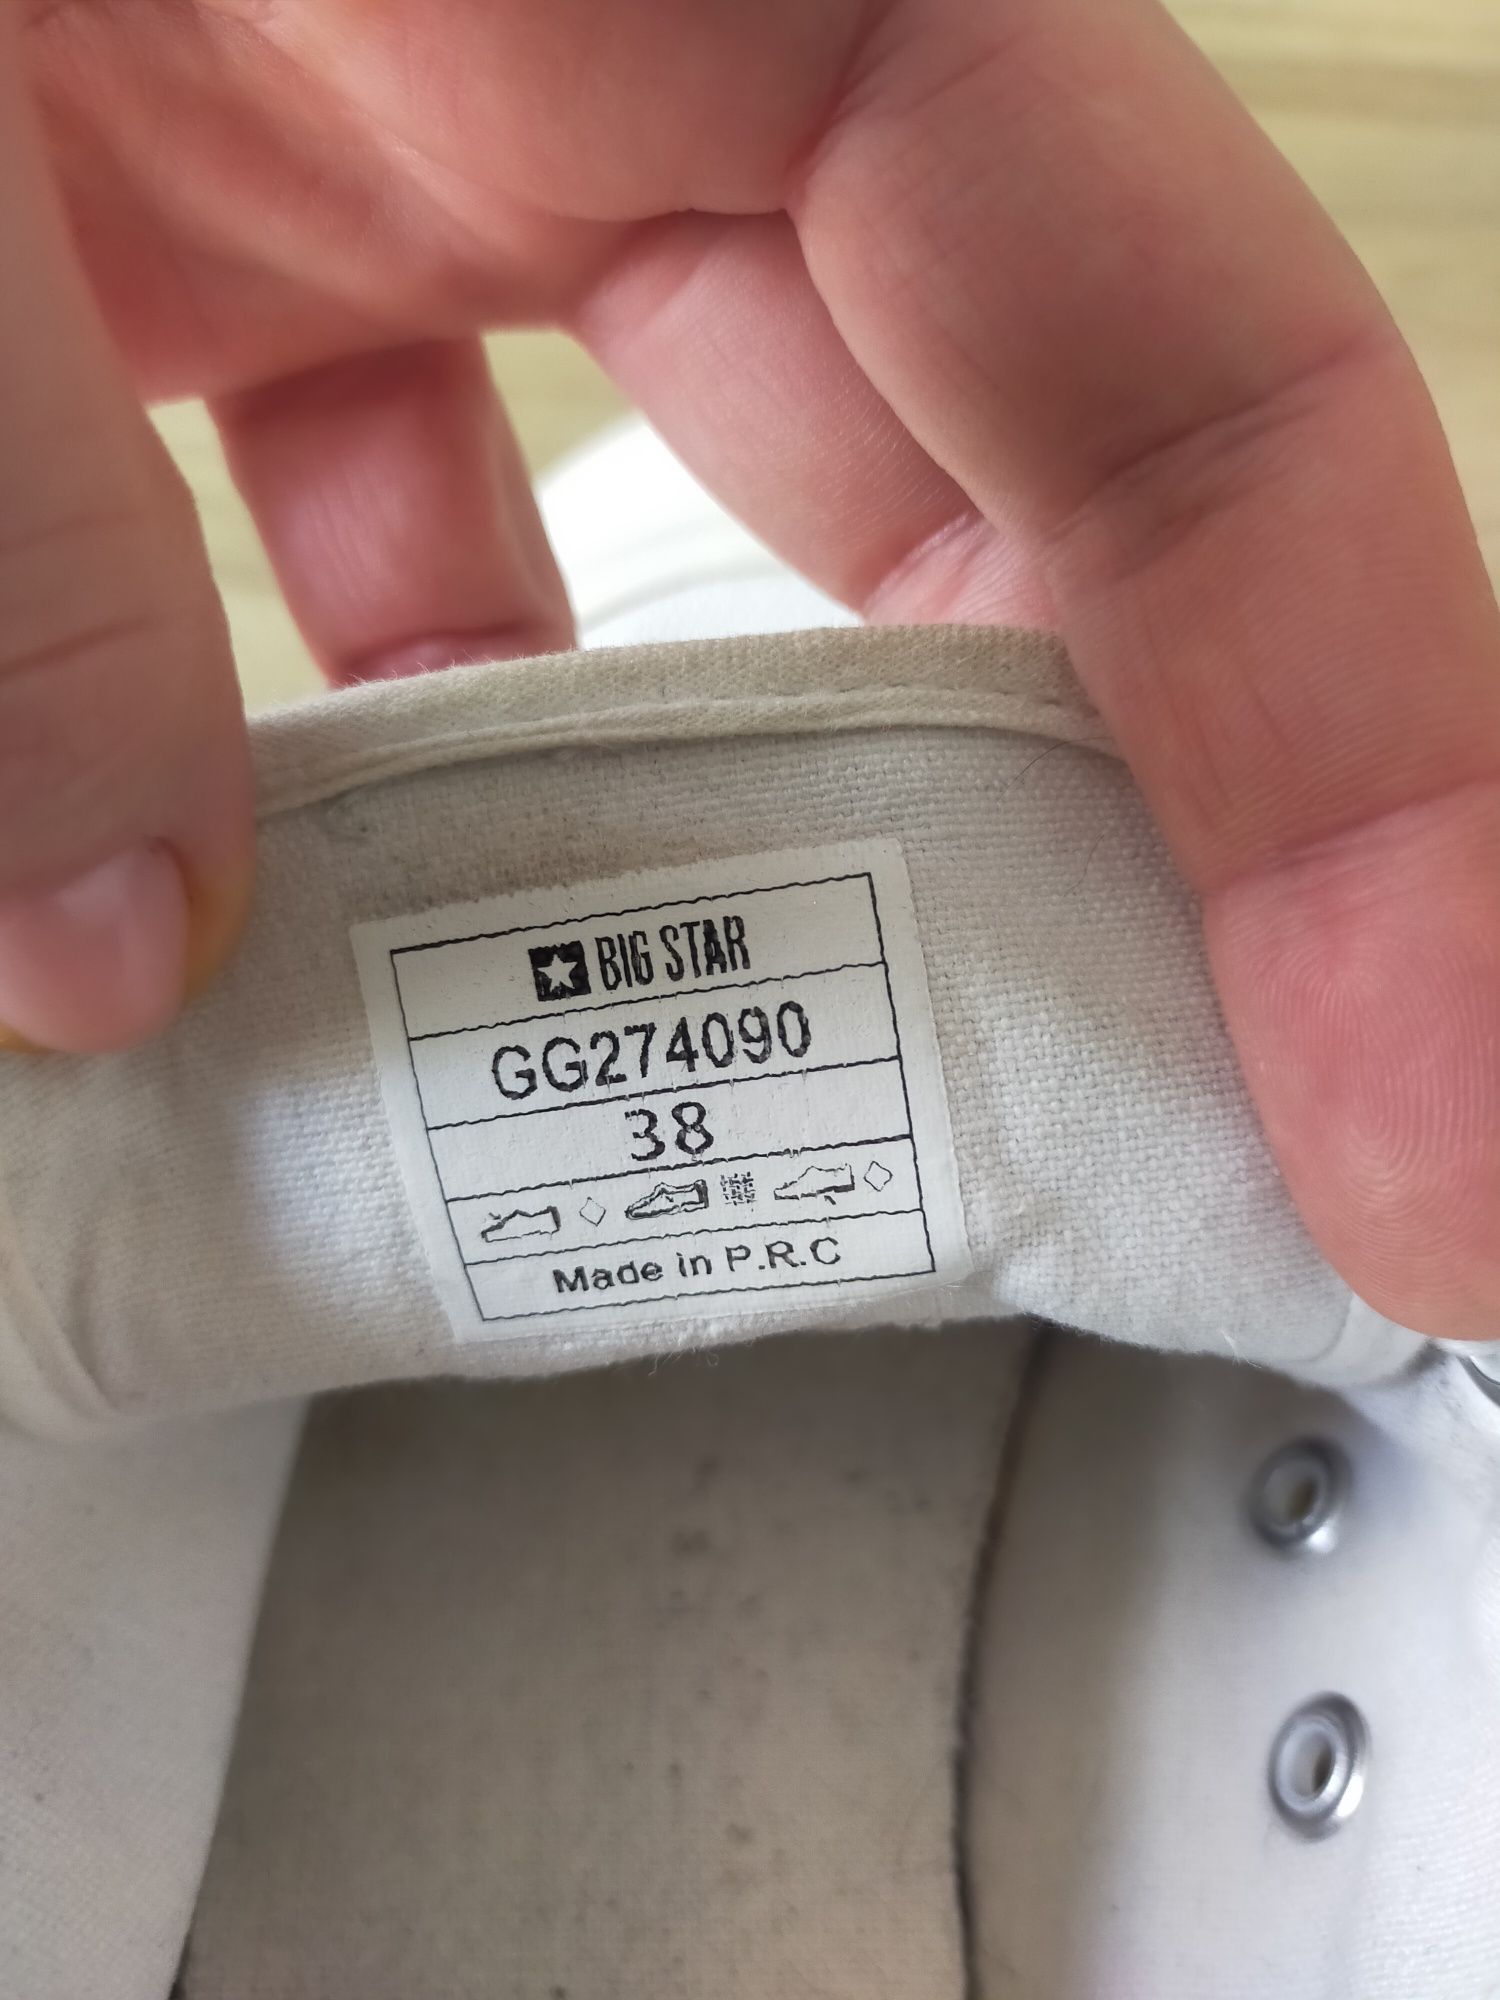 BIG STAR
GG274090
38
Made in P.R.C